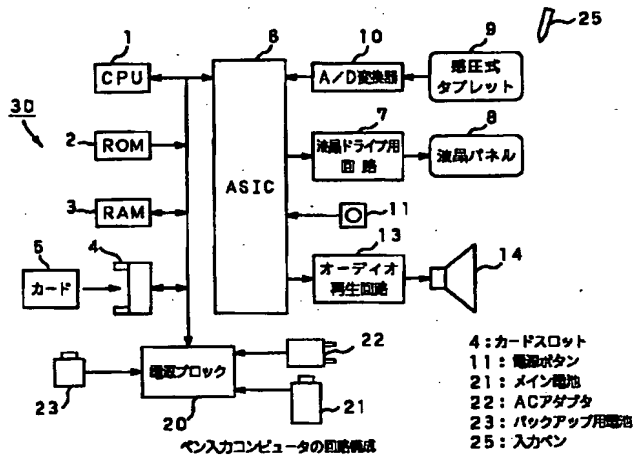 25
1
6
10
9
CPU
A/D変換器
感圧式
タブレット
30
7
8
2
ROM
液晶ドライブ用
回路
液晶パネル
ASIC
3
RAM
11
5
4
13
カード
オーディオ
再生回路
14
電源ブロック
22
23
20
21
4:カードスロット
11:電源ボタン
21:メイン電池
22:ACアダプタ
23:バックアップ用電池
25:入力ペン
ペン入力コンピュータの回路構成